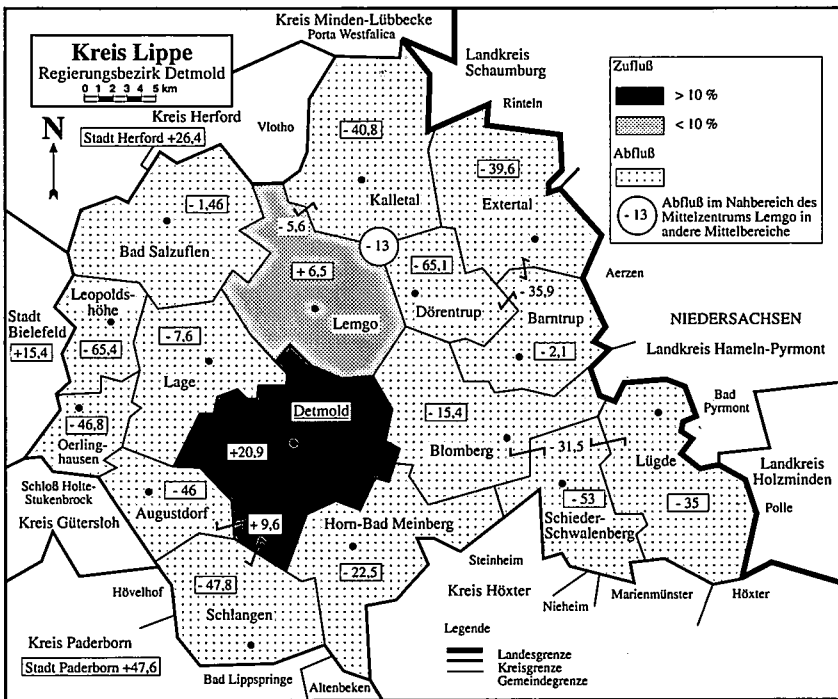 Kreis Lippe
Regierungsbezirk Detmold
0 1 2 3 4 5 km
N
Kreis Minden-Lübbecke
Porta Westfalica
Landkreis
Schaumburg
Rinteln
Kreis Herford
Stadt Herford +26,4
Vlotho
Zufluß
> 10 %
< 10 %
Abfluß
- 13
Abfluß im Nahbereich des
Mittelzentrums Lemgo in
andere Mittelbereiche
- 40,8
Kalletal
- 39,6
Extertal
- 1,46
Bad Salzuflen
- 5,6
- 13
+ 6,5
Lemgo
- 65,1
Dörentrup
- 35,9
Barntrup
- 2,1
Aerzen
NIEDERSACHSEN
Landkreis Hameln-Pyrmont
Stadt
Bielefeld
+15,4
Leopolds-
höhe
- 65,4
- 7,6
Lage
- 46,8
Oerling-
hausen
Detmold
+20,9
- 15,4
Blomberg
- 31,5
Lügde
- 35
Bad
Pyrmont
Landkreis
Holzminden
Polle
Schloß Holte-
Stukenbrock
Kreis Gütersloh
- 46
Augustdorf
+ 9,6
Horn-Bad Meinberg
- 22,5
- 53
Schieder-
Schwalenberg
Steinheim
Kreis Höxter
Nieheim
Marienmünster
Höxter
Hövelhof
- 47,8
Schlangen
Kreis Paderborn
Stadt Paderborn +47,6
Bad Lippspringe
Altenbeken
Legende
Landesgrenze
Kreisgrenze
Gemeindegrenze